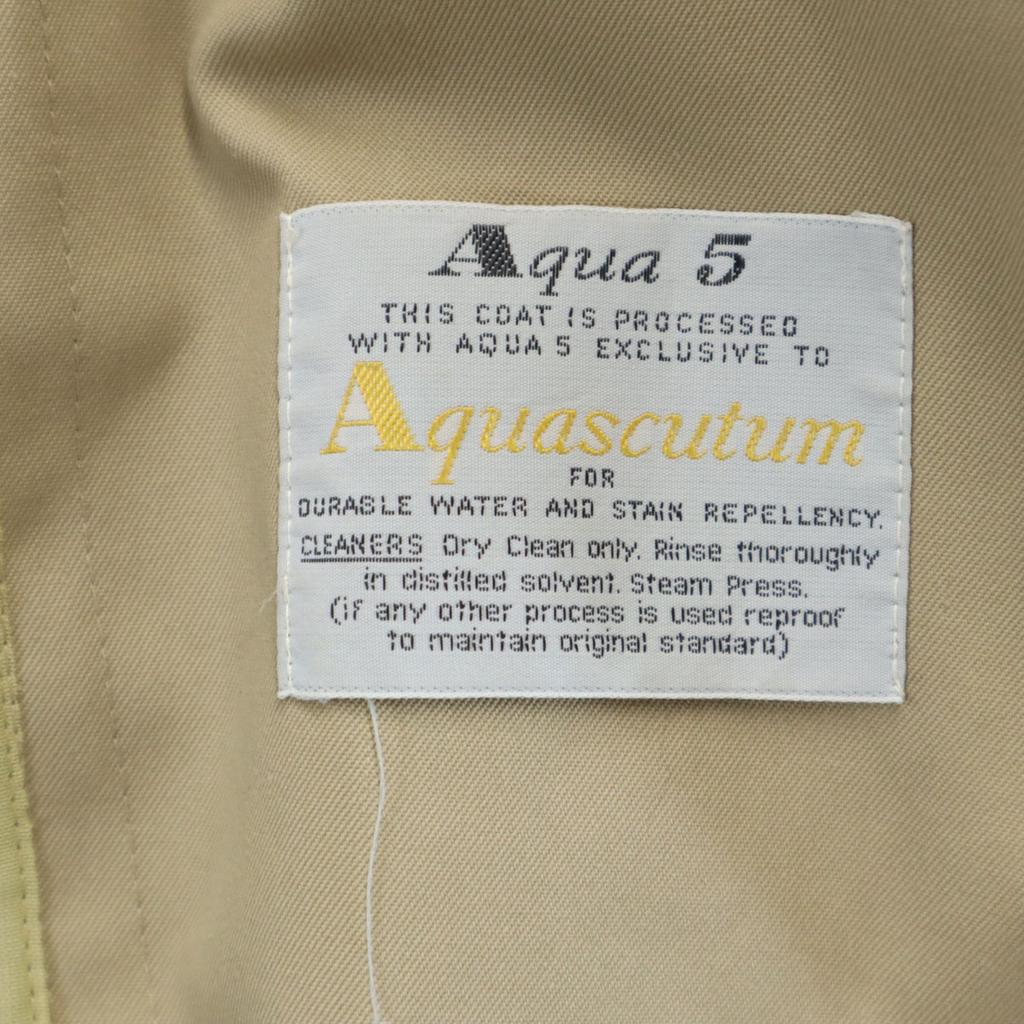 Aqua 5
THIS COAT IS PROCESSED
WITH AQUA 5 EXCLUSIVE TO
Aquascutum
FOR
DURABLE WATER AND STAIN REPELLENCY.
CLEANERS Dry Clean only. Rinse thoroughly
in distilled solvent. Steam Press.
(if any other process is used reproof
to maintain original standard)